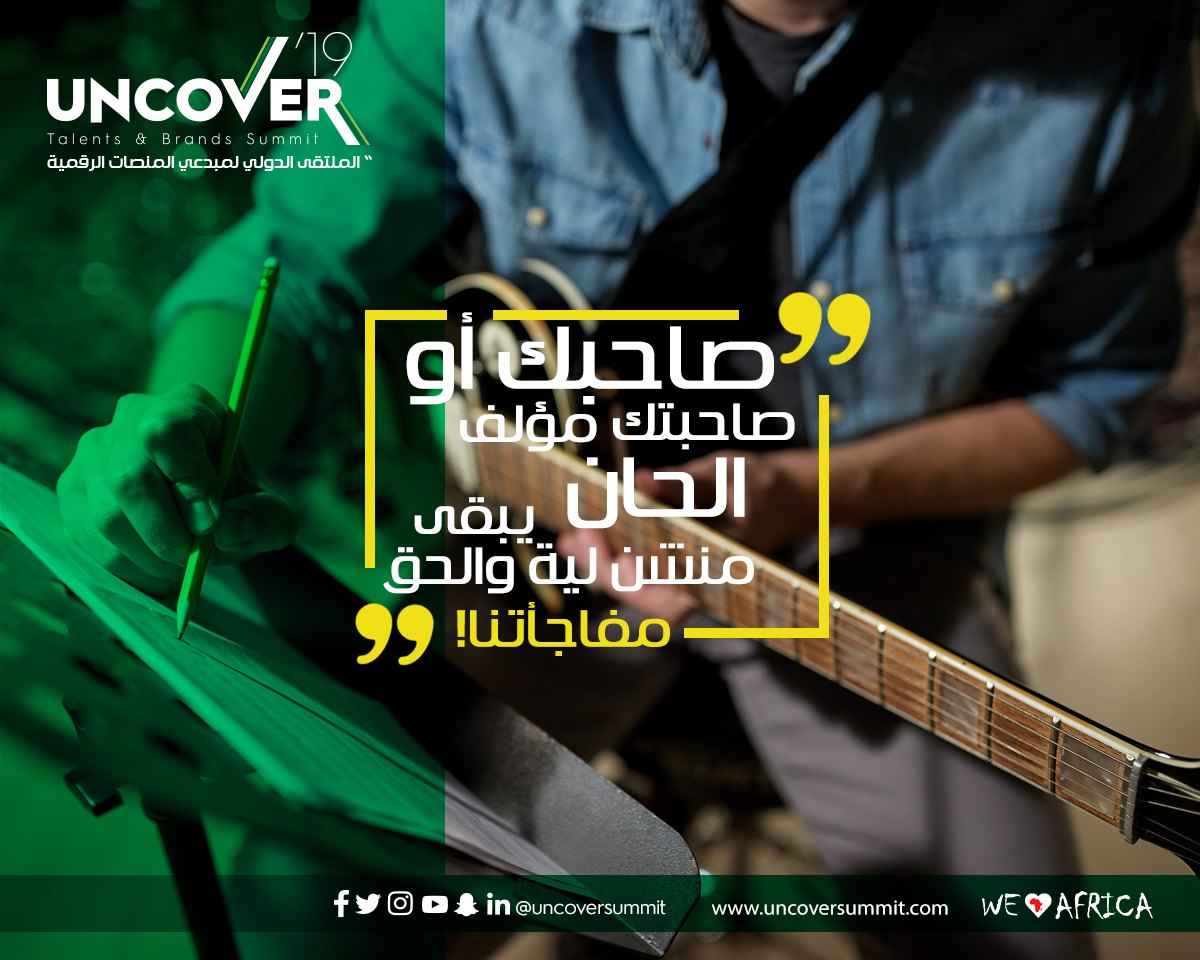 '19
UNCOVER
Talents & Brands Summit
" الملتقى الدولي لمبدعي المنصات الرقمية
صاحبك أو
صاحبتك مؤلف
الحان يبقى
منشن ليه والحق
مفاجأتنا!
@uncoversummit
www.uncoversummit.com
WE AFRICA